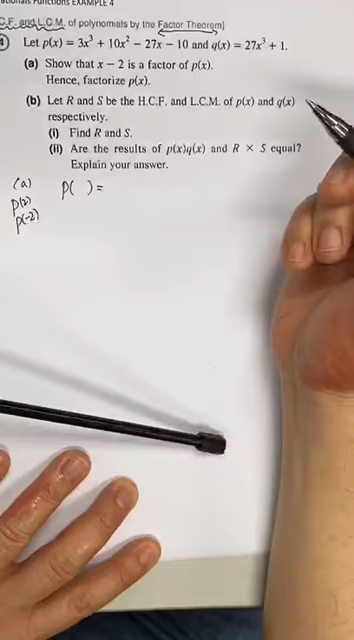 Functions EXAMPLE 4
C.F. and L.C.M. of polynomials by the Factor Theorem]
Let p(x) = 3x³ + 10x² − 27x − 10 and q(x) = 27x³ + 1.
(a) Show that x − 2 is a factor of p(x).
Hence, factorize p(x).
(b) Let R and S be the H.C.F. and L.C.M. of p(x) and q(x)
respectively.
(i) Find R and S.
(ii) Are the results of p(x)q(x) and R × S equal?
Explain your answer.
(a) p( ) =
p(2)
p(-2)